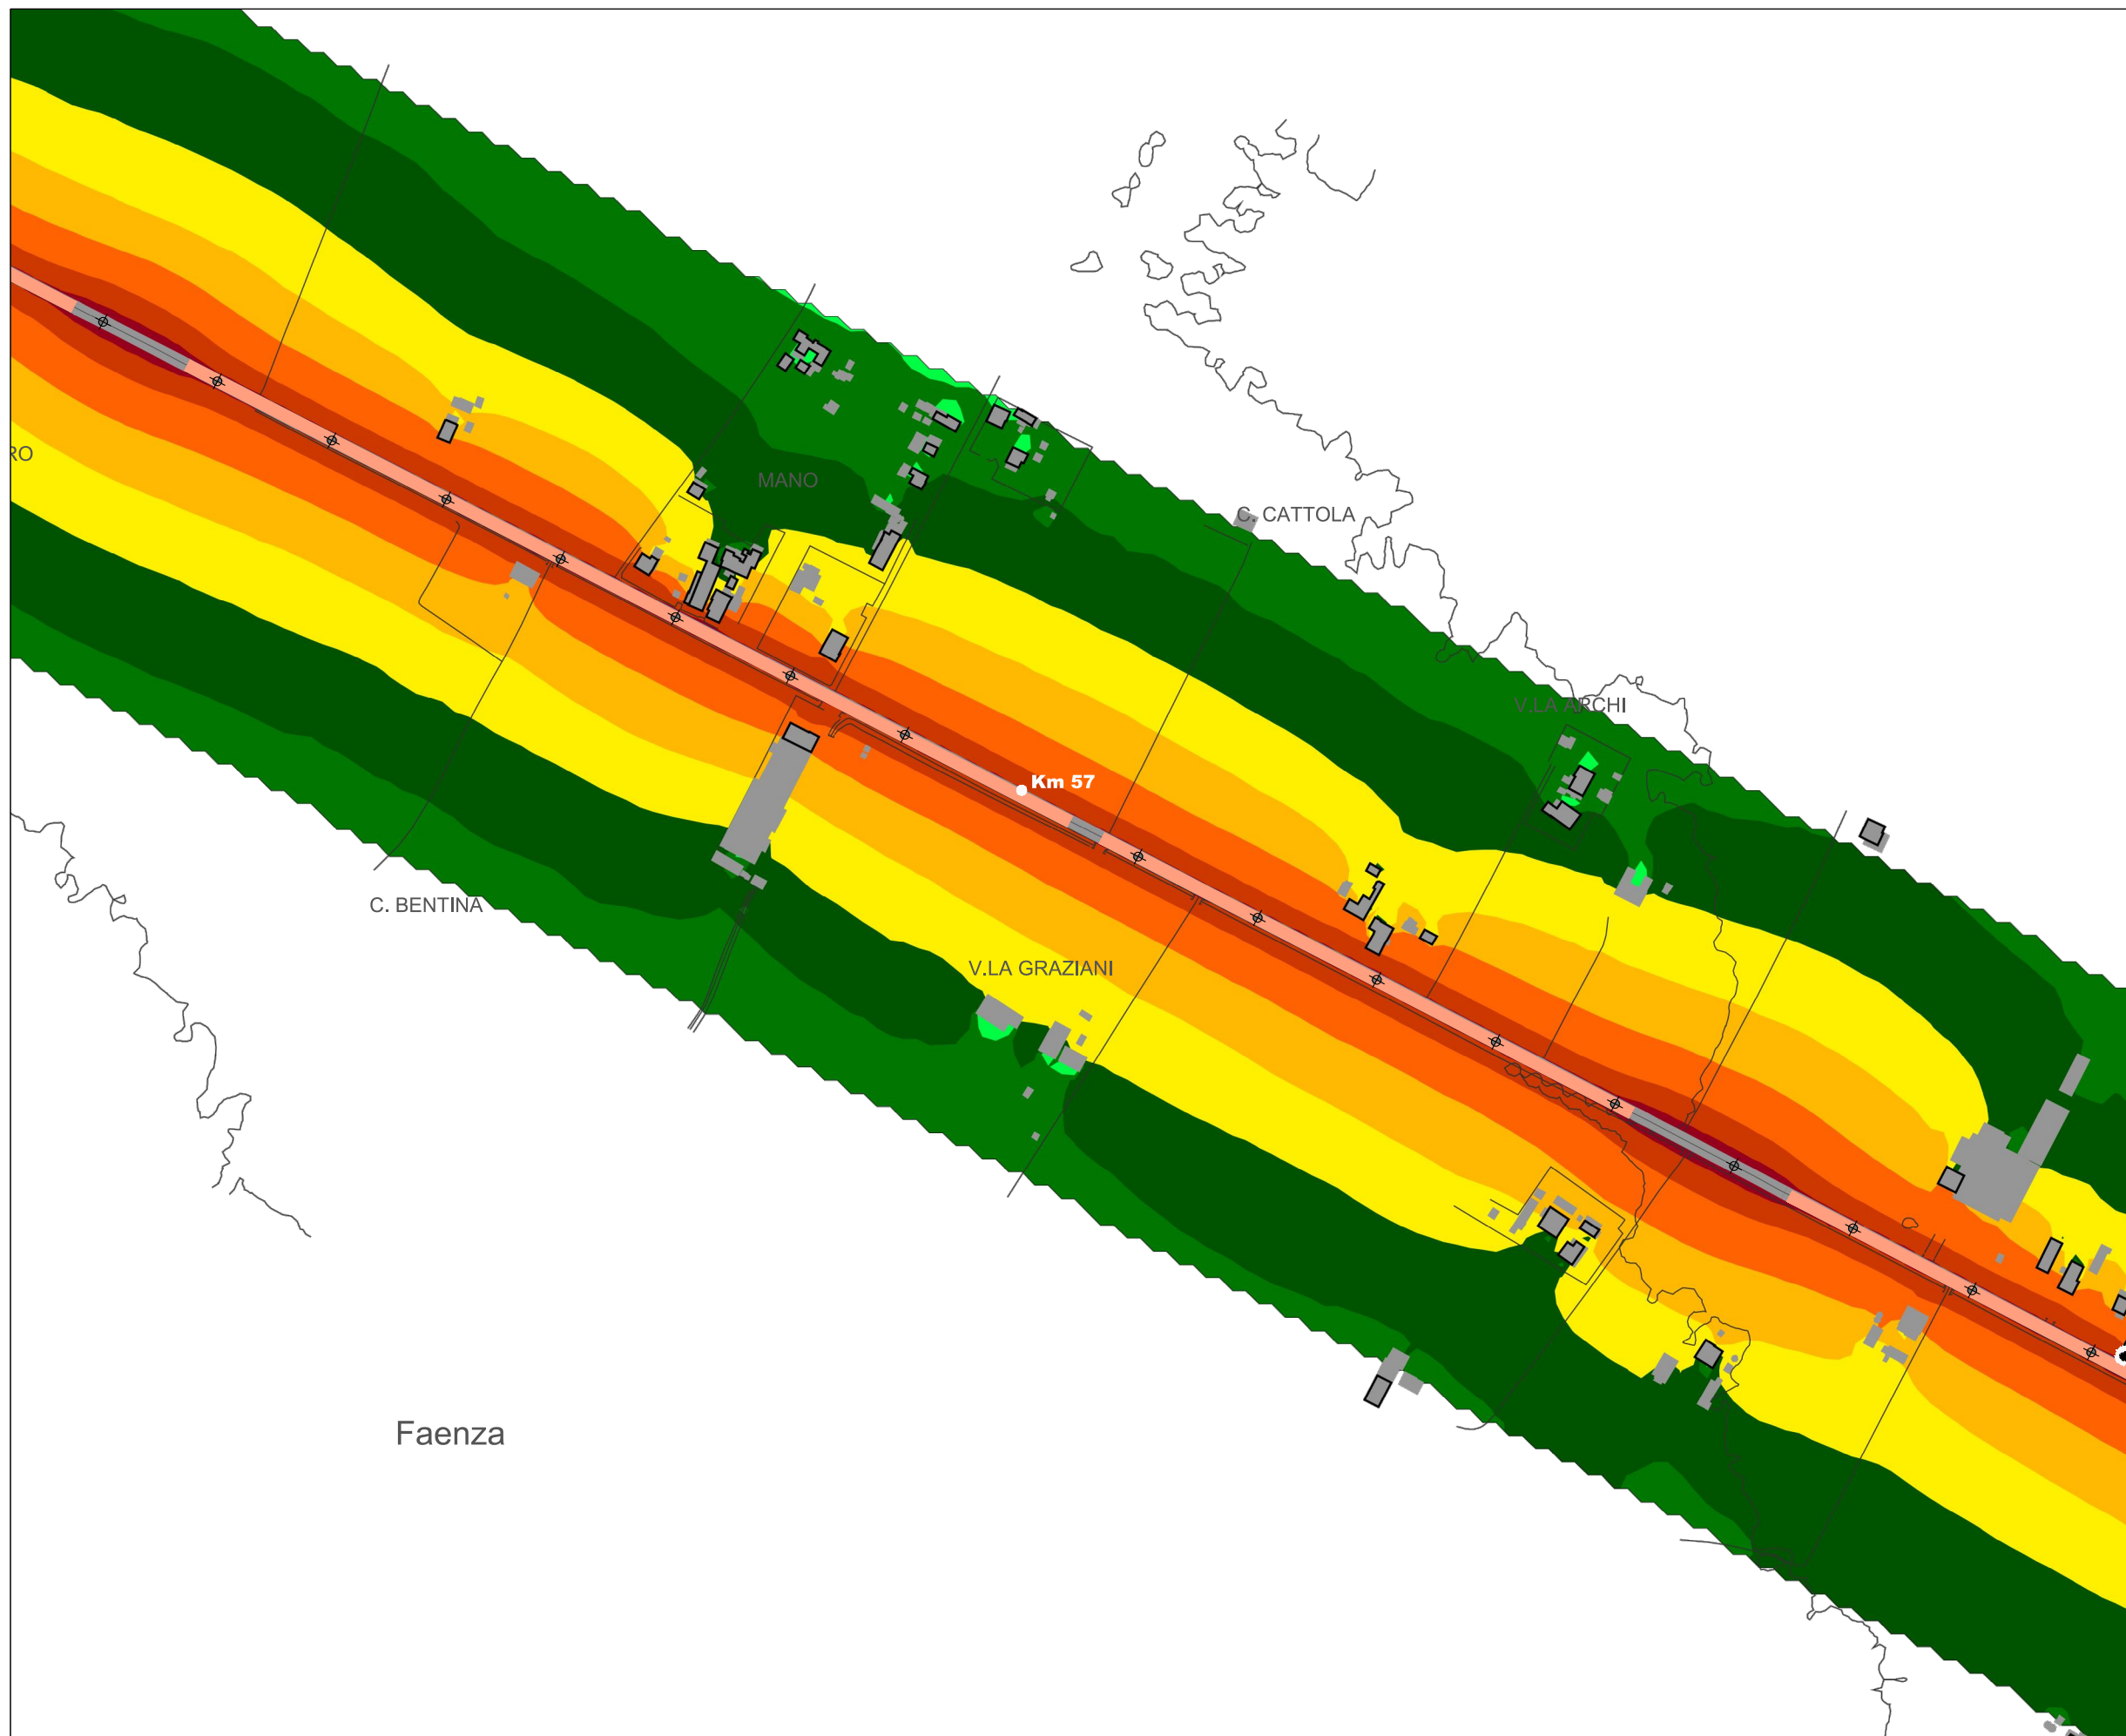 RO
MANO
C. CATTOLA
V.LA ARCHI
Km 57
C. BENTINA
V.LA GRAZIANI
Faenza